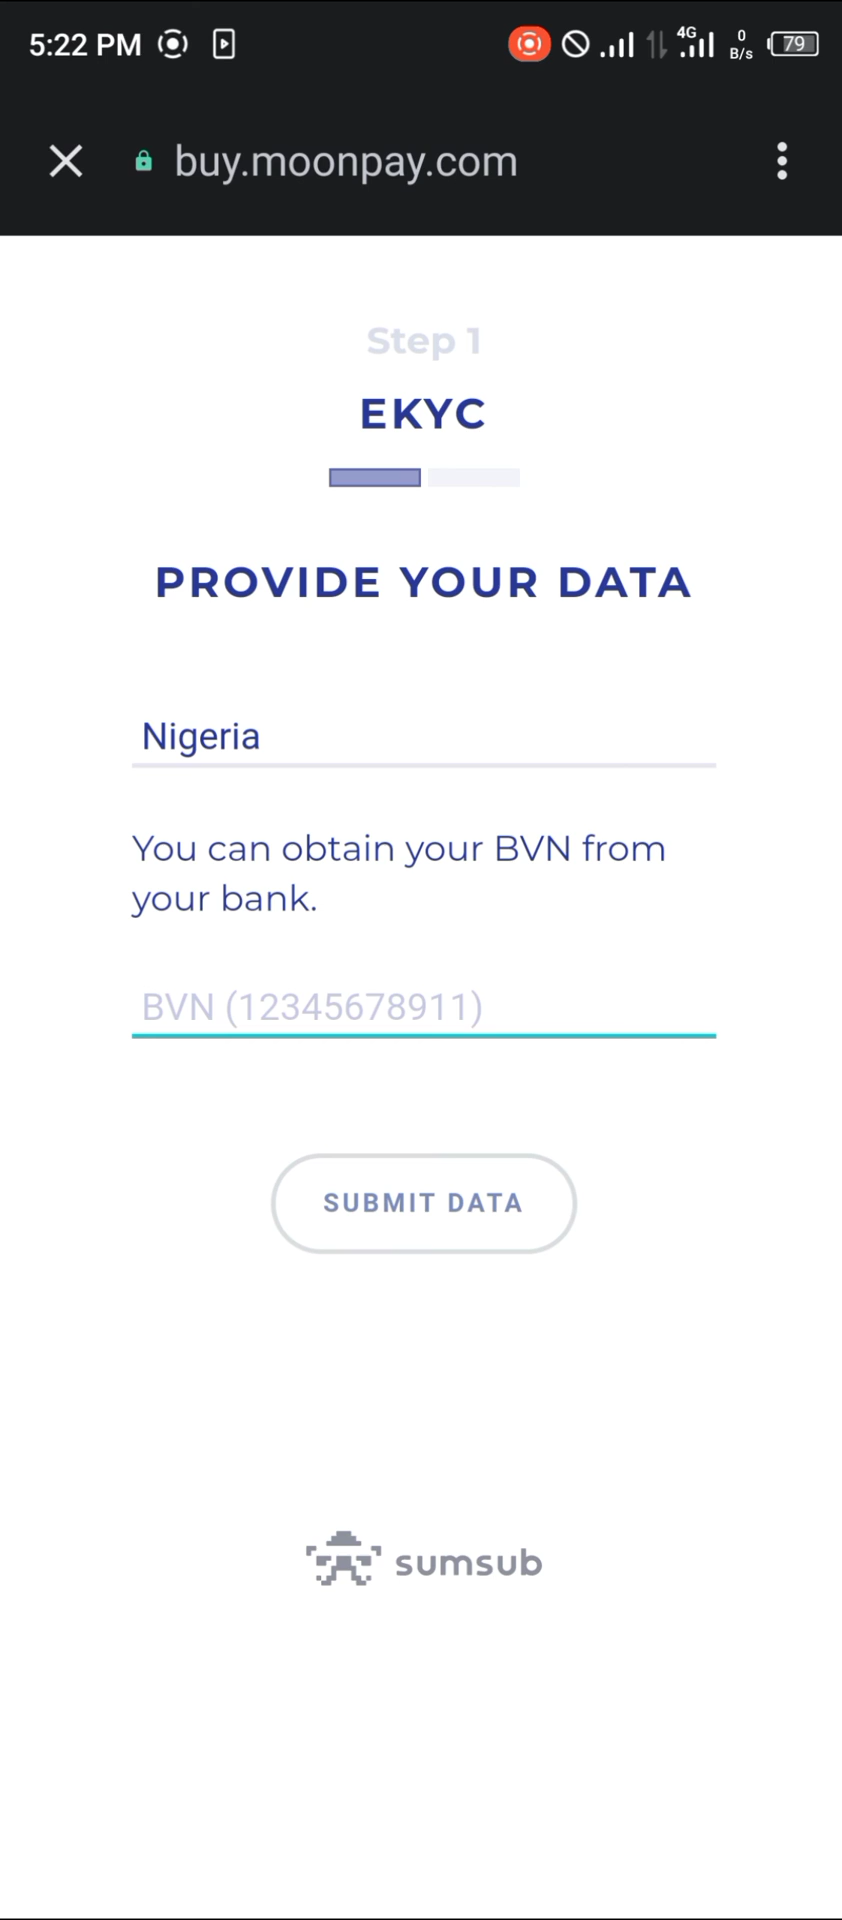 5:22 PM
4G
0
B/s
79
buy.moonpay.com
Step 1
EKYC
PROVIDE YOUR DATA
Nigeria
You can obtain your BVN from
your bank.
BVN (12345678911)
SUBMIT DATA
sumsub